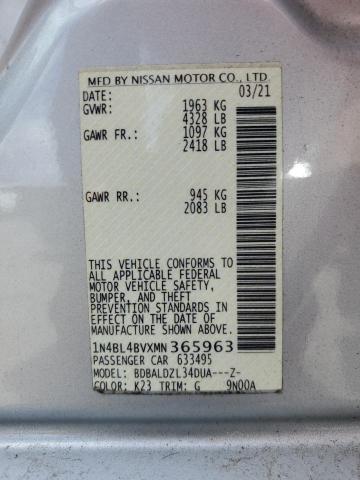 MFD BY NISSAN MOTOR CO., LTD.
DATE: 03/21
GVWR: 1963 KG
4328 LB
GAWR FR.: 1097 KG
2418 LB
GAWR RR.: 945 KG
2083 LB
THIS VEHICLE CONFORMS TO
ALL APPLICABLE FEDERAL
MOTOR VEHICLE SAFETY,
BUMPER, AND THEFT
PREVENTION STANDARDS IN
EFFECT ON THE DATE OF
MANUFACTURE SHOWN ABOVE.
1N4BL4BVXMN365963
PASSENGER CAR 633495
MODEL: BDBALDZL34DUA---Z-
COLOR: K23 TRIM: G 9N00A